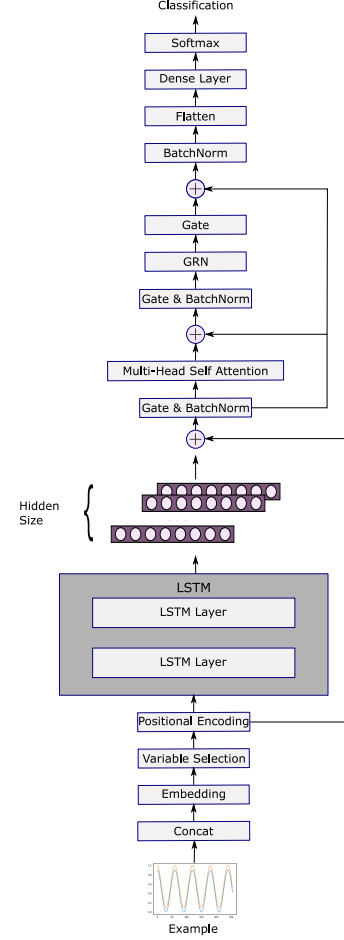 Classification
Softmax
Dense Layer
Flatten
BatchNorm
Gate
GRN
Gate & BatchNorm
Multi-Head Self Attention
Gate & BatchNorm
Hidden
Size
LSTM
LSTM Layer
LSTM Layer
Positional Encoding
Variable Selection
Embedding
Concat
Example